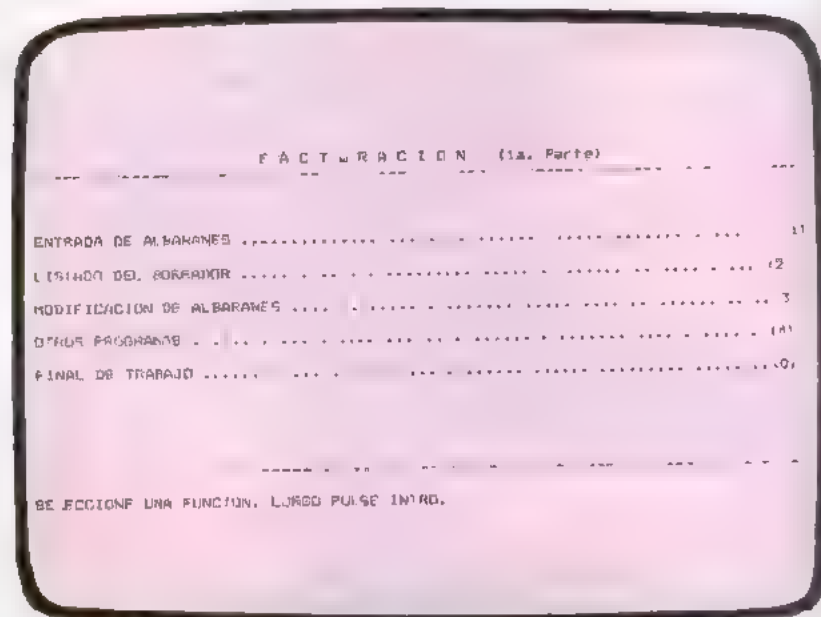 F A C T U R A C I O N (1a. Parte)
ENTRADA DE ALBARANES ........................................ (1)
LISTADO DEL BORRADOR ........................................ (2)
MODIFICACION DE ALBARANES ........................................ 3
OTROS PROGRAMAS ........................................
FINAL DE TRABAJO ........................................ (0)
SELECCIONE UNA FUNCION. LUEGO PULSE INTRO.